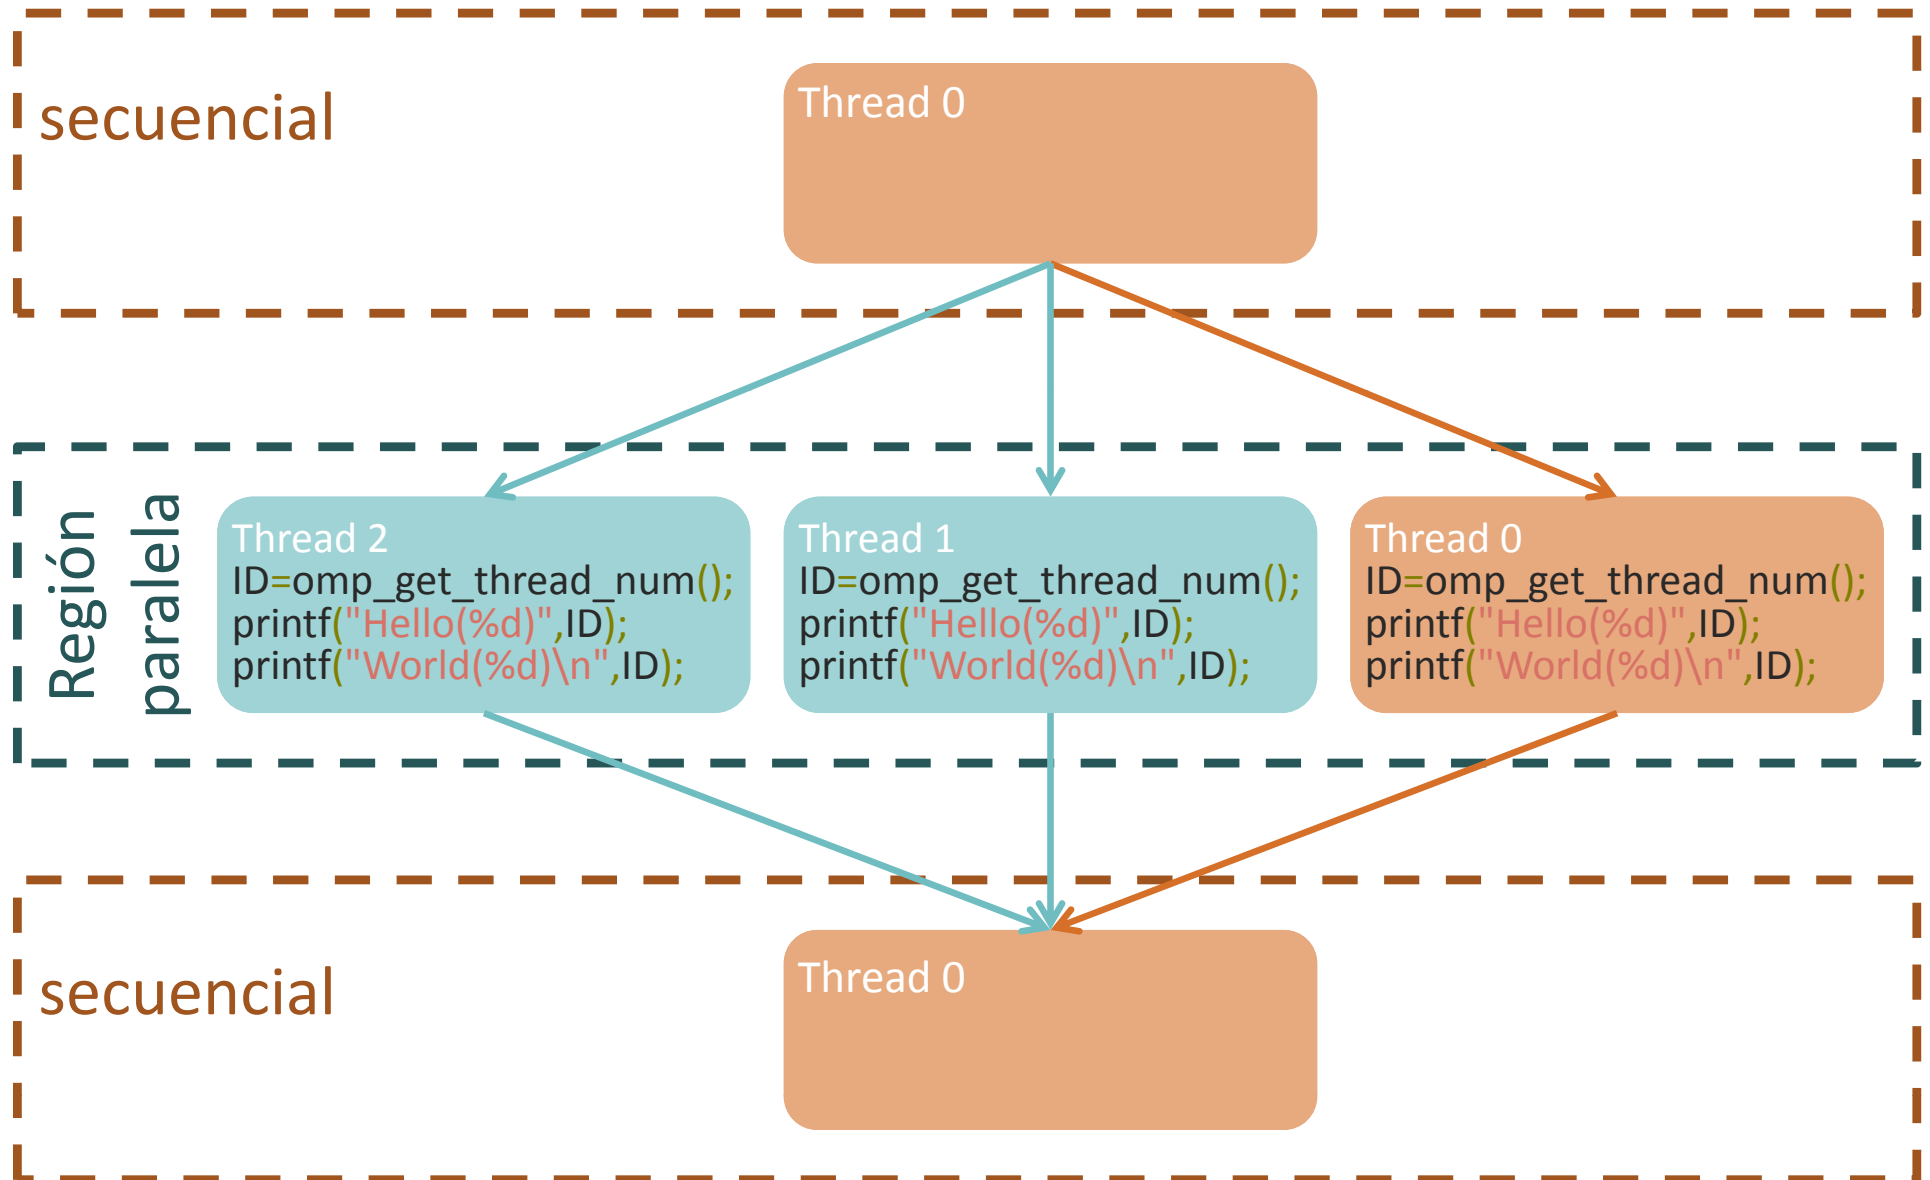 secuencial
Thread 0
Región
paralela
Thread 2
ID=omp_get_thread_num();
printf("Hello(%d)",ID);
printf("World(%d)\n",ID);
Thread 1
ID=omp_get_thread_num();
printf("Hello(%d)",ID);
printf("World(%d)\n",ID);
Thread 0
ID=omp_get_thread_num();
printf("Hello(%d)",ID);
printf("World(%d)\n",ID);
secuencial
Thread 0